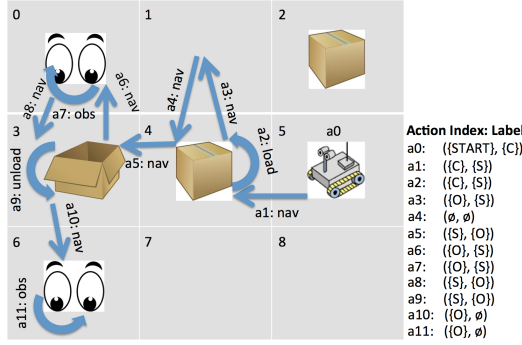 0
1
2
a8: nav
a7: obs
a6: nav
a4: nav
a3: nav
3
4
5
a0
a9: unload
a5: nav
a2: load
a1: nav
a10: nav
6
7
8
a11: obs
Action Index: Label
a0: ({START}, {C})
a1: ({C}, {S})
a2: ({C}, {S})
a3: ({O}, {S})
a4: (ø, ø)
a5: ({S}, {O})
a6: ({O}, {S})
a7: ({O}, {S})
a8: ({S}, {O})
a9: ({S}, {O})
a10: ({O}, ø)
a11: ({O}, ø)